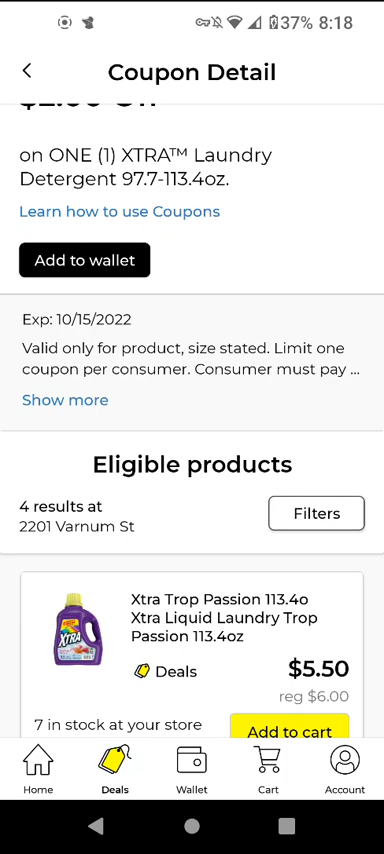 37% 8:18
Coupon Detail
on ONE (1) XTRA™ Laundry
Detergent 97.7-113.4oz.
Learn how to use Coupons
Add to wallet
Exp: 10/15/2022
Valid only for product, size stated. Limit one
coupon per consumer. Consumer must pay ...
Show more
Eligible products
4 results at
2201 Varnum St
Filters
Xtra Trop Passion 113.4o
Xtra Liquid Laundry Trop
Passion 113.4oz
XTRA
Deals
$5.50
reg $6.00
7 in stock at your store
Add to cart
Home
Deals
Wallet
Cart
Account